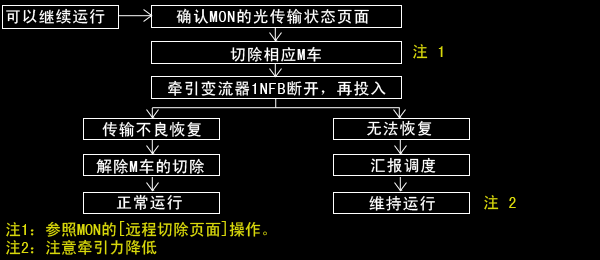 可以继续运行
确认MON的光传输状态页面
切除相应M车
注 1
牵引变流器1NFB断开，再投入
传输不良恢复
无法恢复
解除M车的切除
汇报调度
正常运行
维持运行
注 2
注1：参照MON的[远程切除页面]操作。
注2：注意牵引力降低